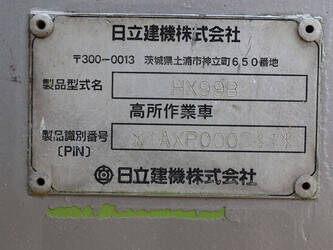 日立建機株式会社
〒300-0013 茨城県土浦市神立町650番地
製品型式名 HX99B
高所作業車
製品識別番号
[PIN]
日立建機株式会社